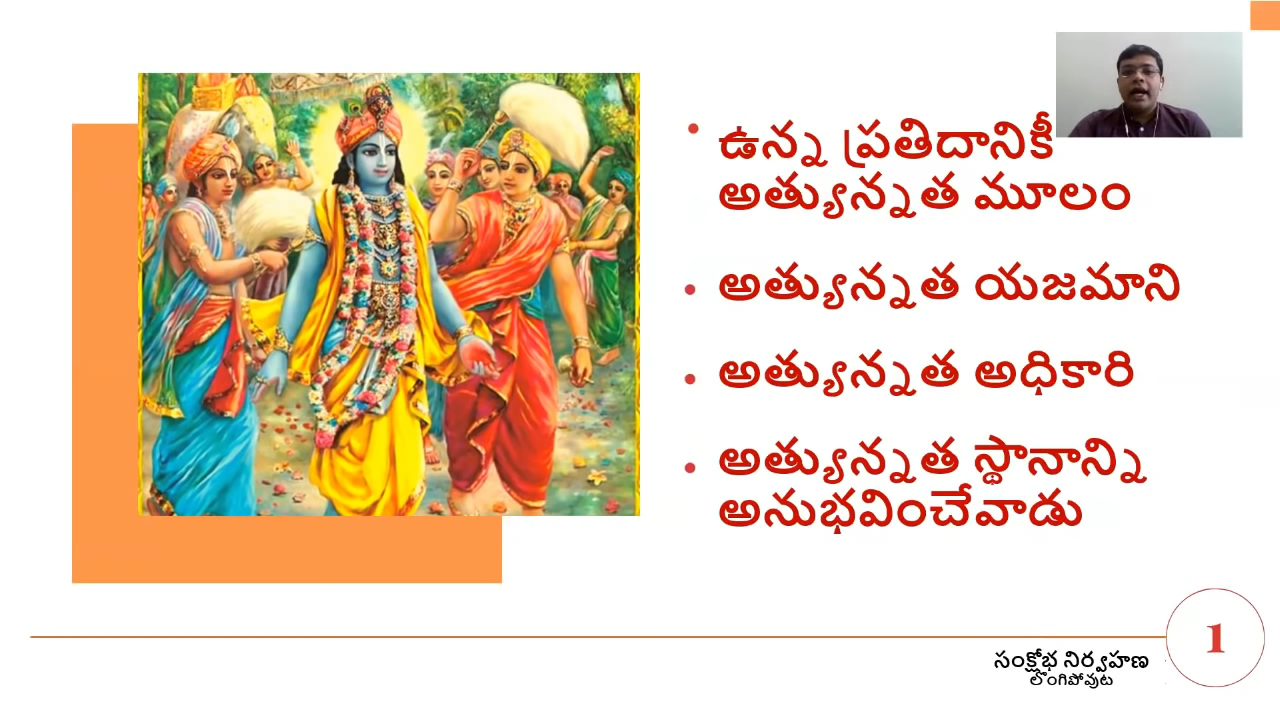 ఉన్న ప్రతిదానికీ
అత్యున్నత మూలం
అత్యున్నత యజమాని
అత్యున్నత అధికారి
అత్యున్నత స్థానాన్ని
అనుభవించేవాడు
1
సంక్షోభ నిర్వహణ
లొంగిపోవుట